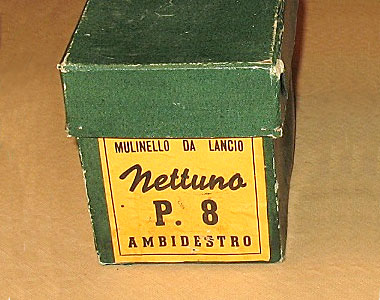 MULINELLO DA LANCIO
Nettuno
P. 8
AMBIDESTRO